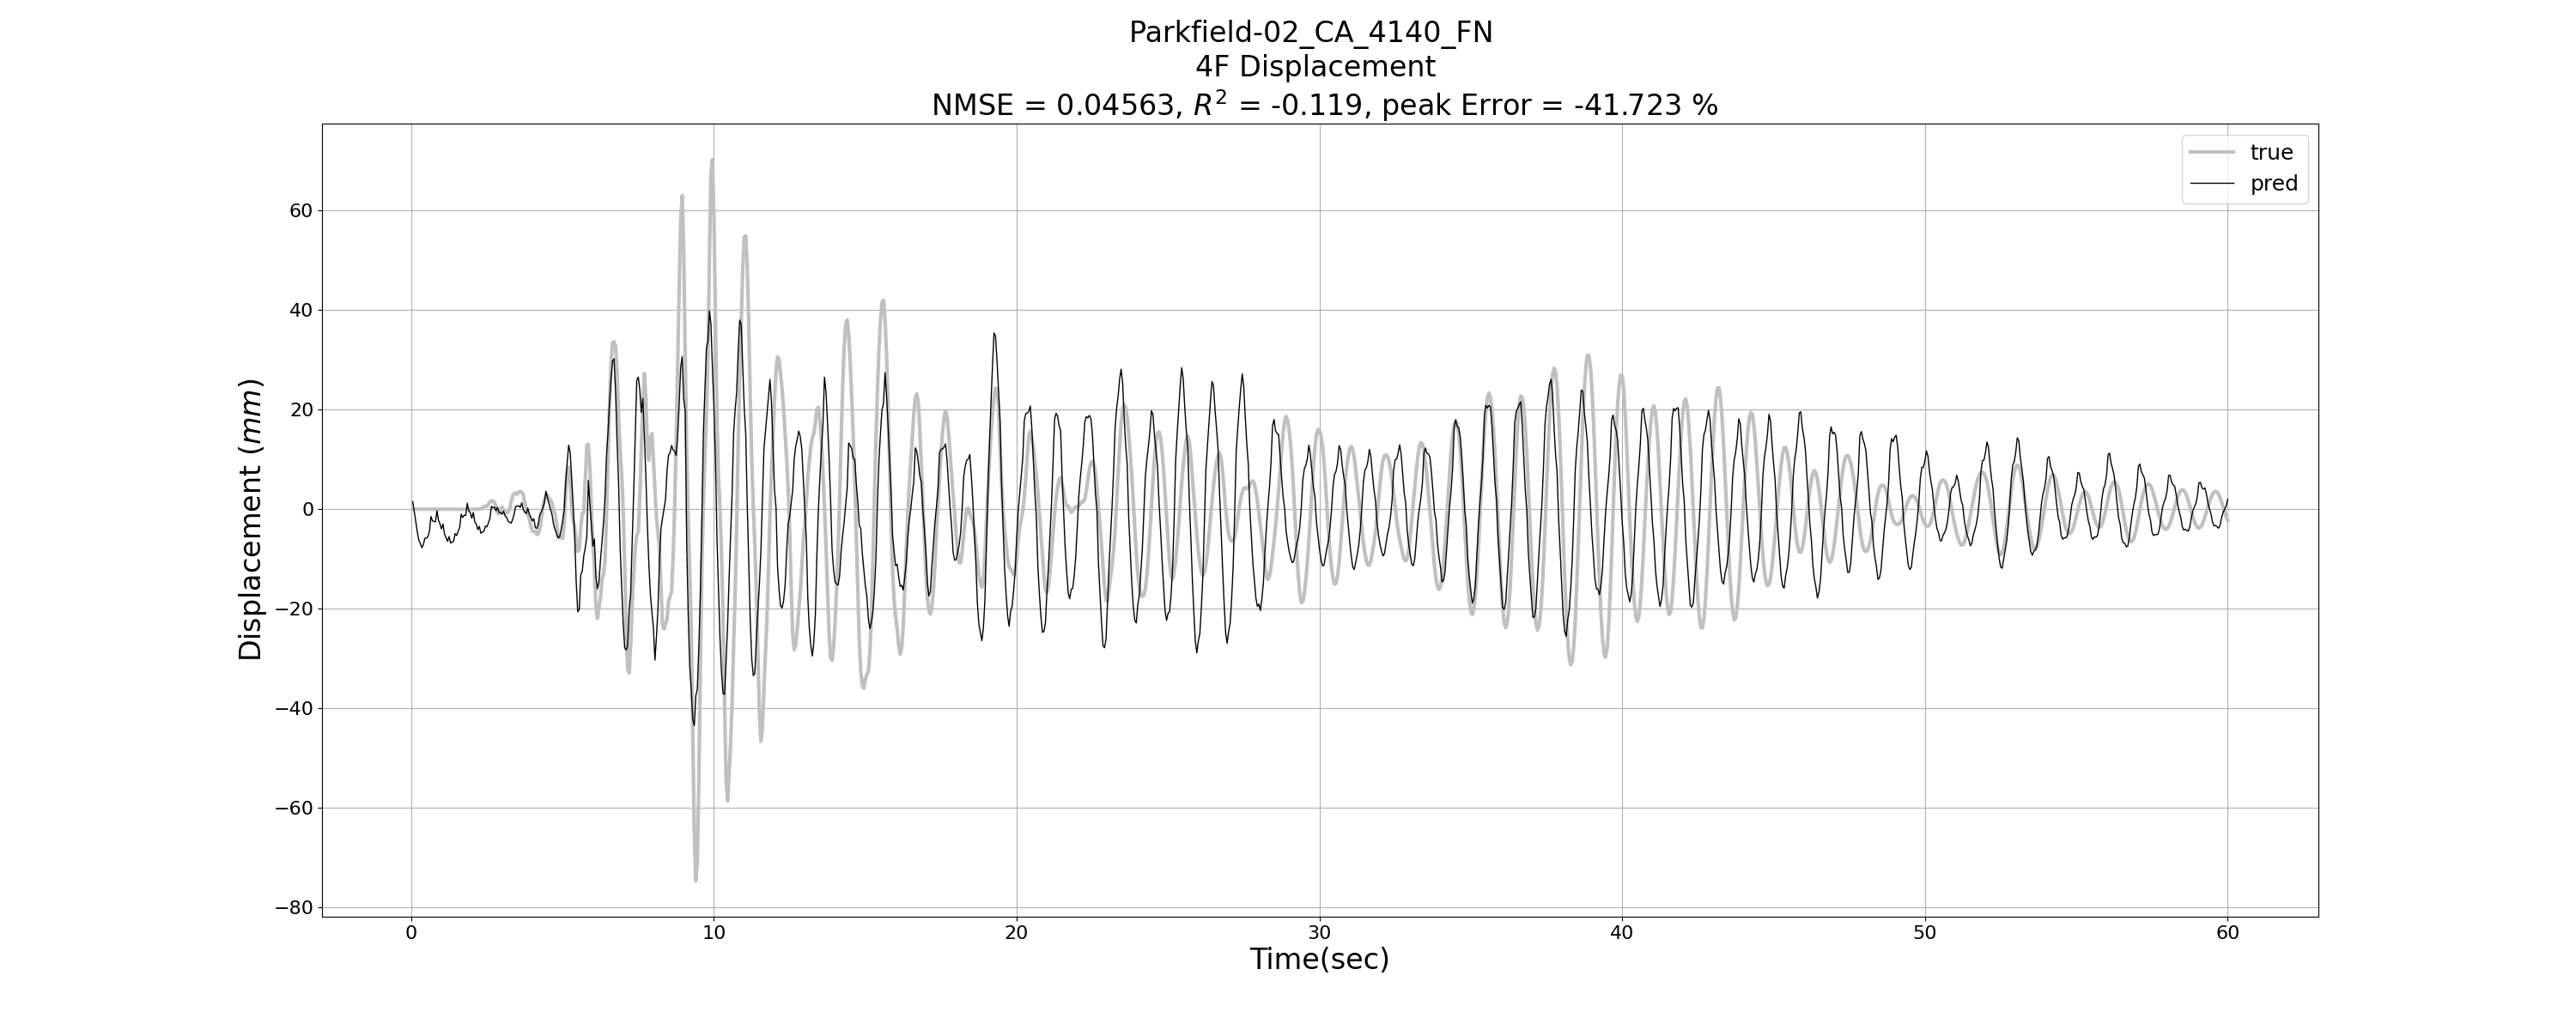 Parkfield-02_CA_4140_FN
4F Displacement
NMSE = 0.04563, R² = -0.119, peak Error = -41.723 %
true
pred
Displacement (mm)
60
40
20
0
−20
−40
−60
−80
0 10 20 30 40 50 60
Time(sec)